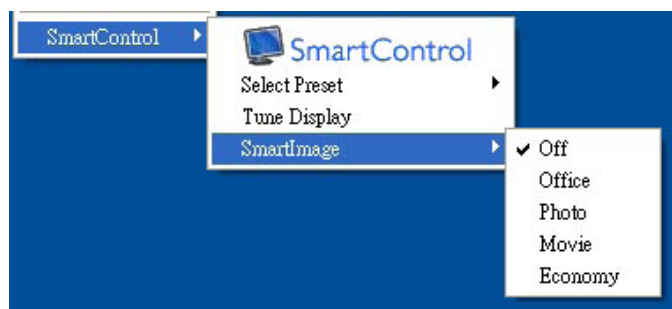 SmartControl
SmartControl
Select Preset
Tune Display
SmartImage
Off
Office
Photo
Movie
Economy